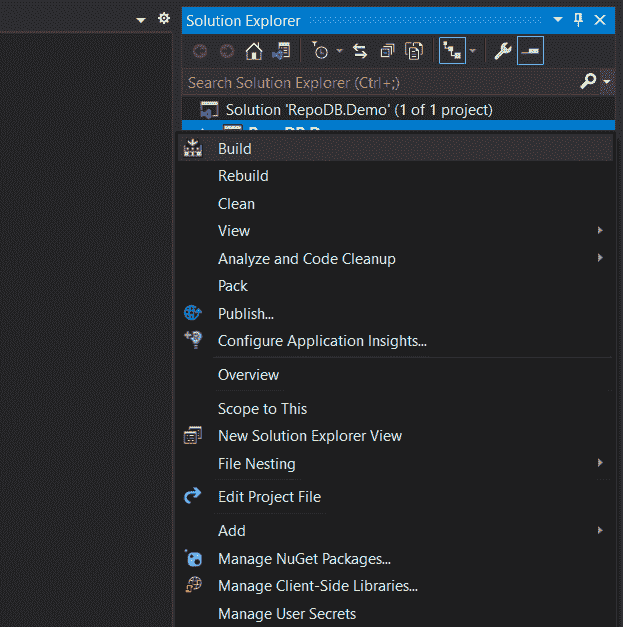 Solution Explorer
Search Solution Explorer (Ctrl+;)
Solution 'RepoDB.Demo' (1 of 1 project)
Build
Rebuild
Clean
View
Analyze and Code Cleanup
Pack
Publish...
Configure Application Insights...
Overview
Scope to This
New Solution Explorer View
File Nesting
Edit Project File
Add
Manage NuGet Packages...
Manage Client-Side Libraries...
Manage User Secrets